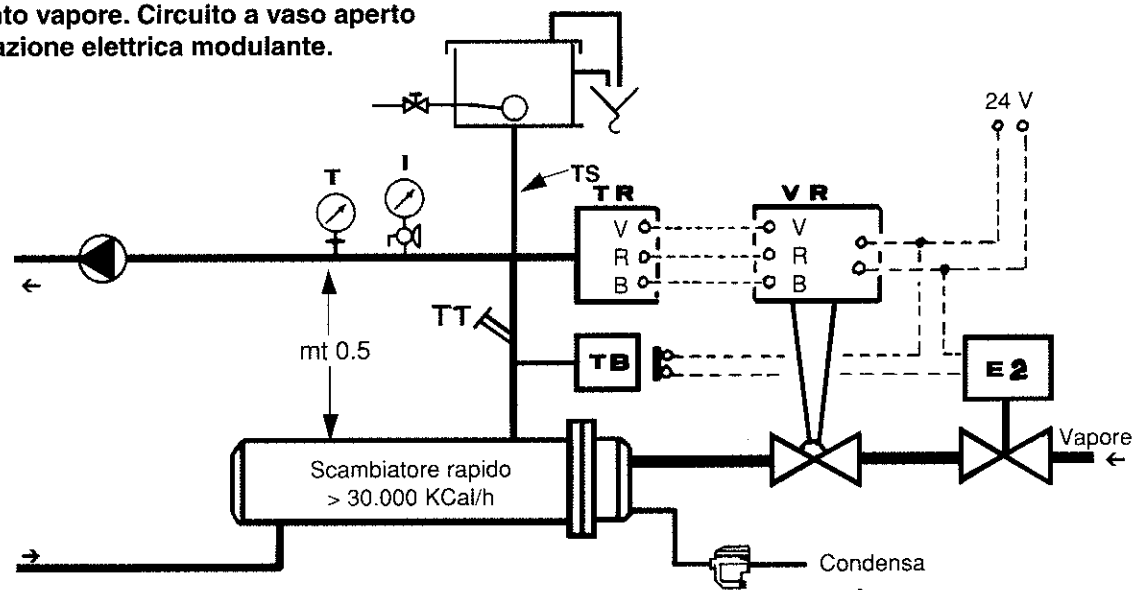 nto vapore. Circuito a vaso aperto
azione elettrica modulante.
24 V
T
I
TS
TR
VR
V
V
R
R
B
B
TT
mt 0.5
TB
E2
Vapore
Scambiatore rapido
> 30.000 KCal/h
Condensa